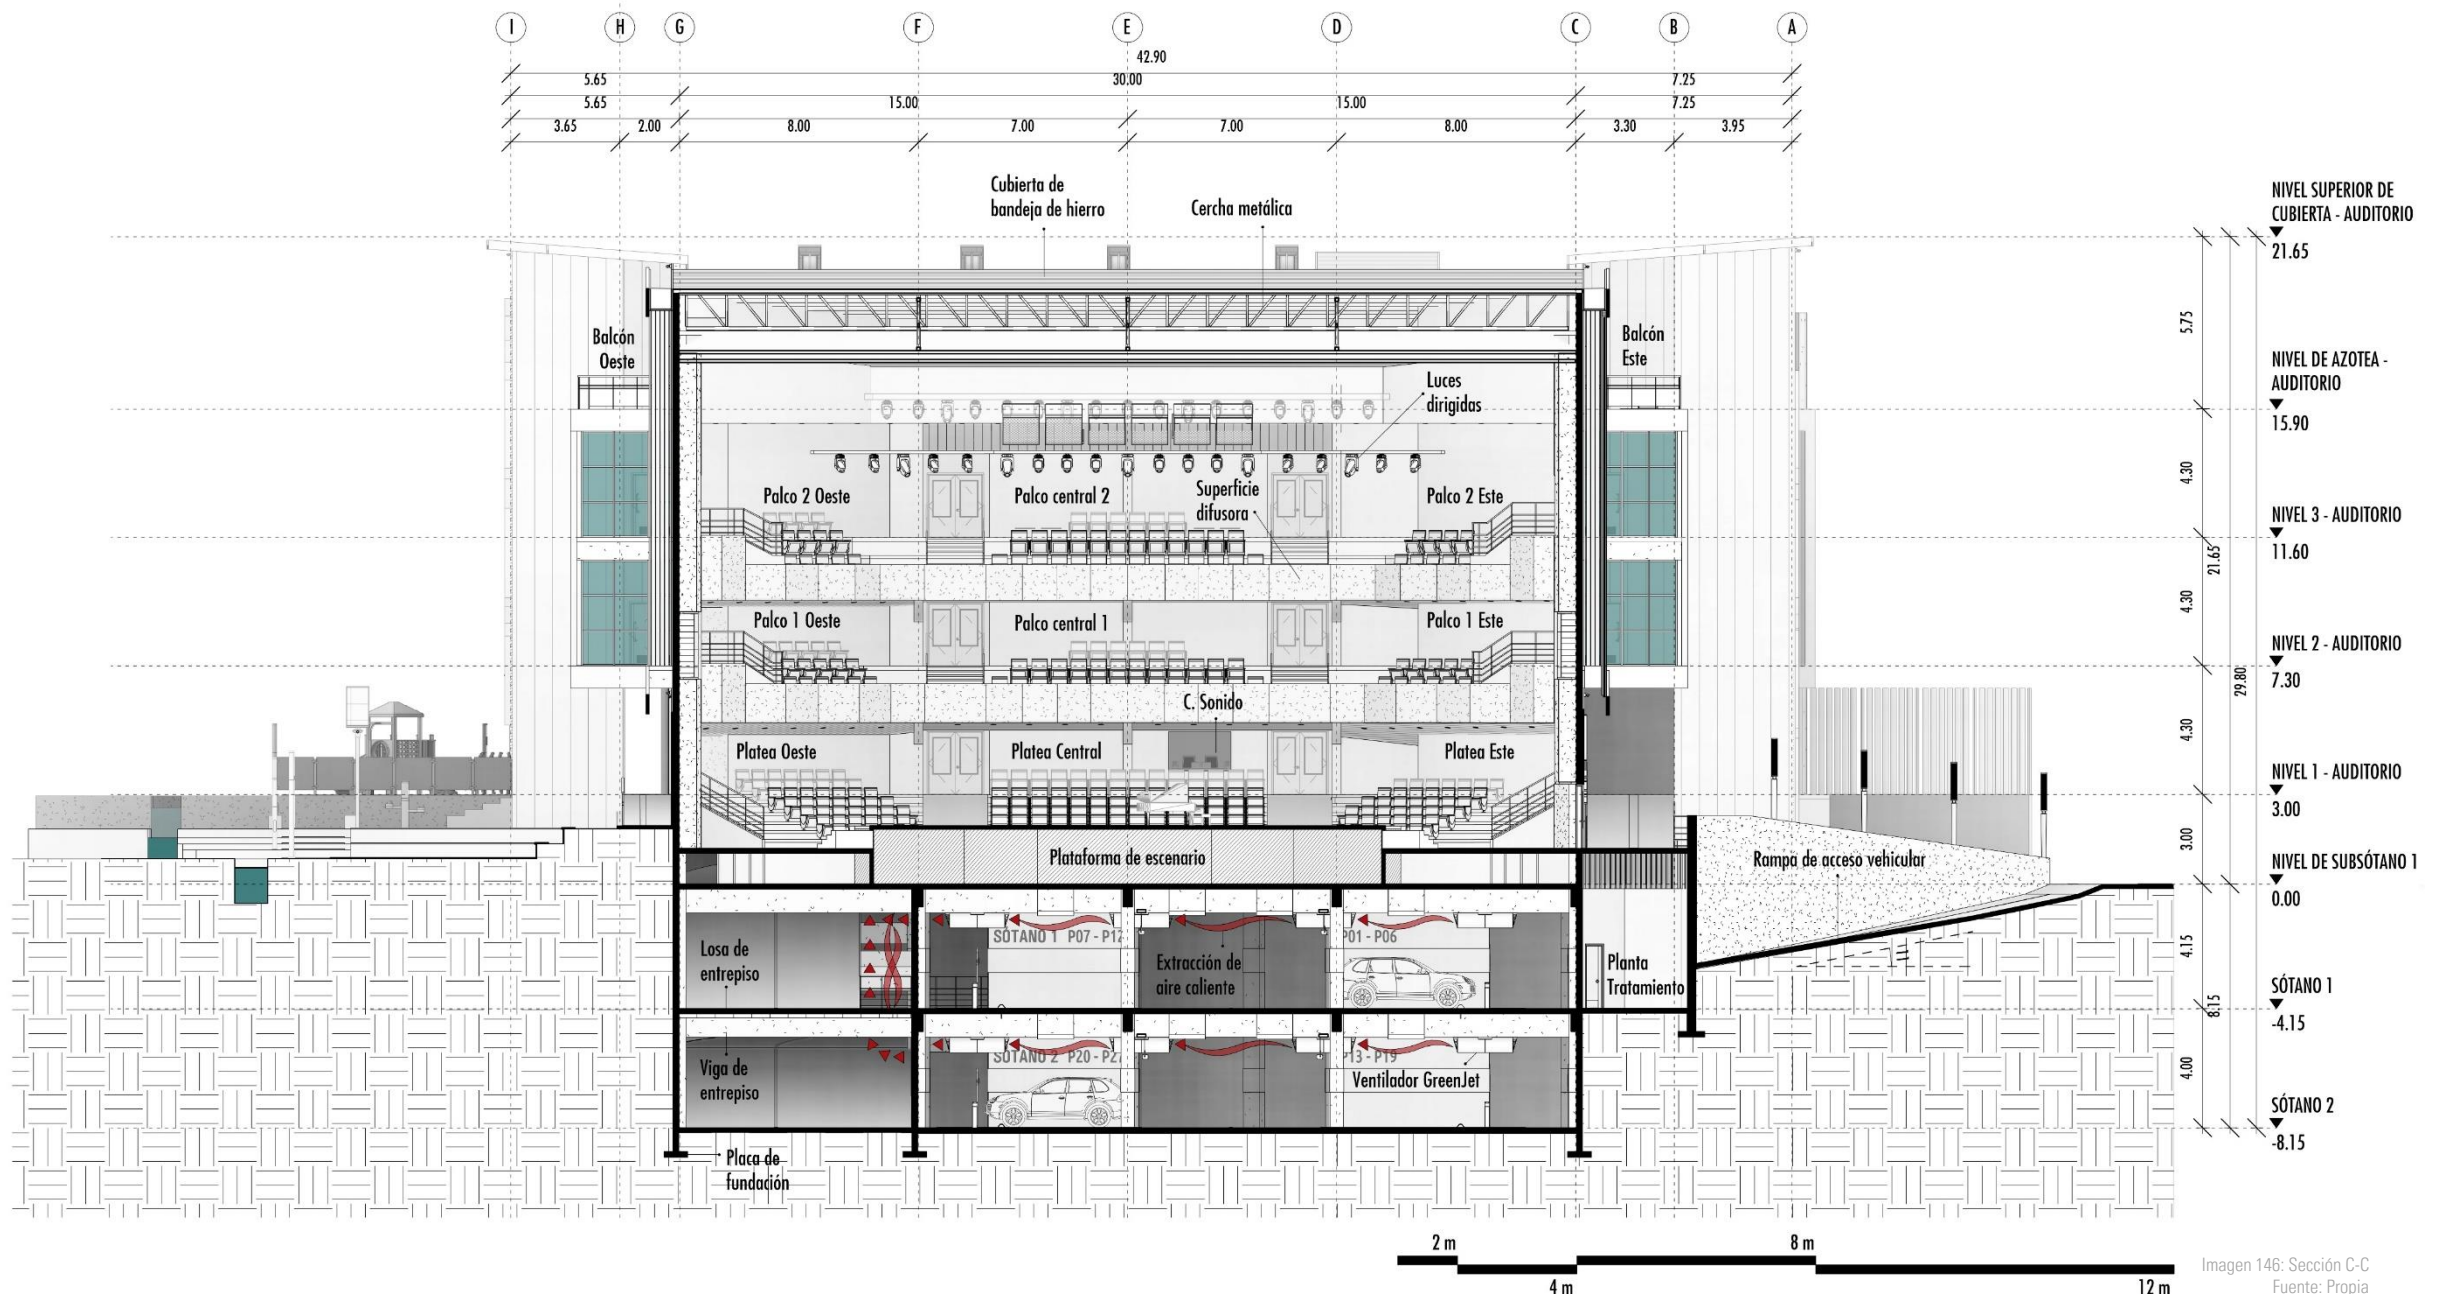 I H G F E D C B A
42.90
5.65 30.00 7.25
5.65 15.00 15.00 7.25
3.65 2.00 8.00 7.00 7.00 8.00 3.30 3.95
Cubierta de
bandeja de hierro
Cercha metálica
NIVEL SUPERIOR DE
CUBIERTA - AUDITORIO
21.65
Balcón
Oeste
Balcón
Este
5.75
NIVEL DE AZOTEA -
AUDITORIO
15.90
Luces
dirigidas
4.30
Palco 2 Oeste
Palco central 2
Superficie
difusora
Palco 2 Este
NIVEL 3 - AUDITORIO
11.60
21.65
4.30
Palco 1 Oeste
Palco central 1
Palco 1 Este
NIVEL 2 - AUDITORIO
7.30
29.80
C. Sonido
4.30
Platea Oeste
Platea Central
Platea Este
NIVEL 1 - AUDITORIO
3.00
3.00
Plataforma de escenario
Rampa de acceso vehicular
NIVEL DE SUBSÓTANO 1
0.00
SÓTANO 1 P07 - P12
P01 - P06
Losa de
entrepiso
Extracción de
aire caliente
Planta
Tratamiento
4.15
SÓTANO 1
-4.15
8.15
SÓTANO 2 P20 - P27
P13 - P19
Viga de
entrepiso
Ventilador GreenJet
4.00
SÓTANO 2
-8.15
Placa de
fundación
2 m 8 m
4 m 12 m
Imagen 146: Sección C-C
Fuente: Propia